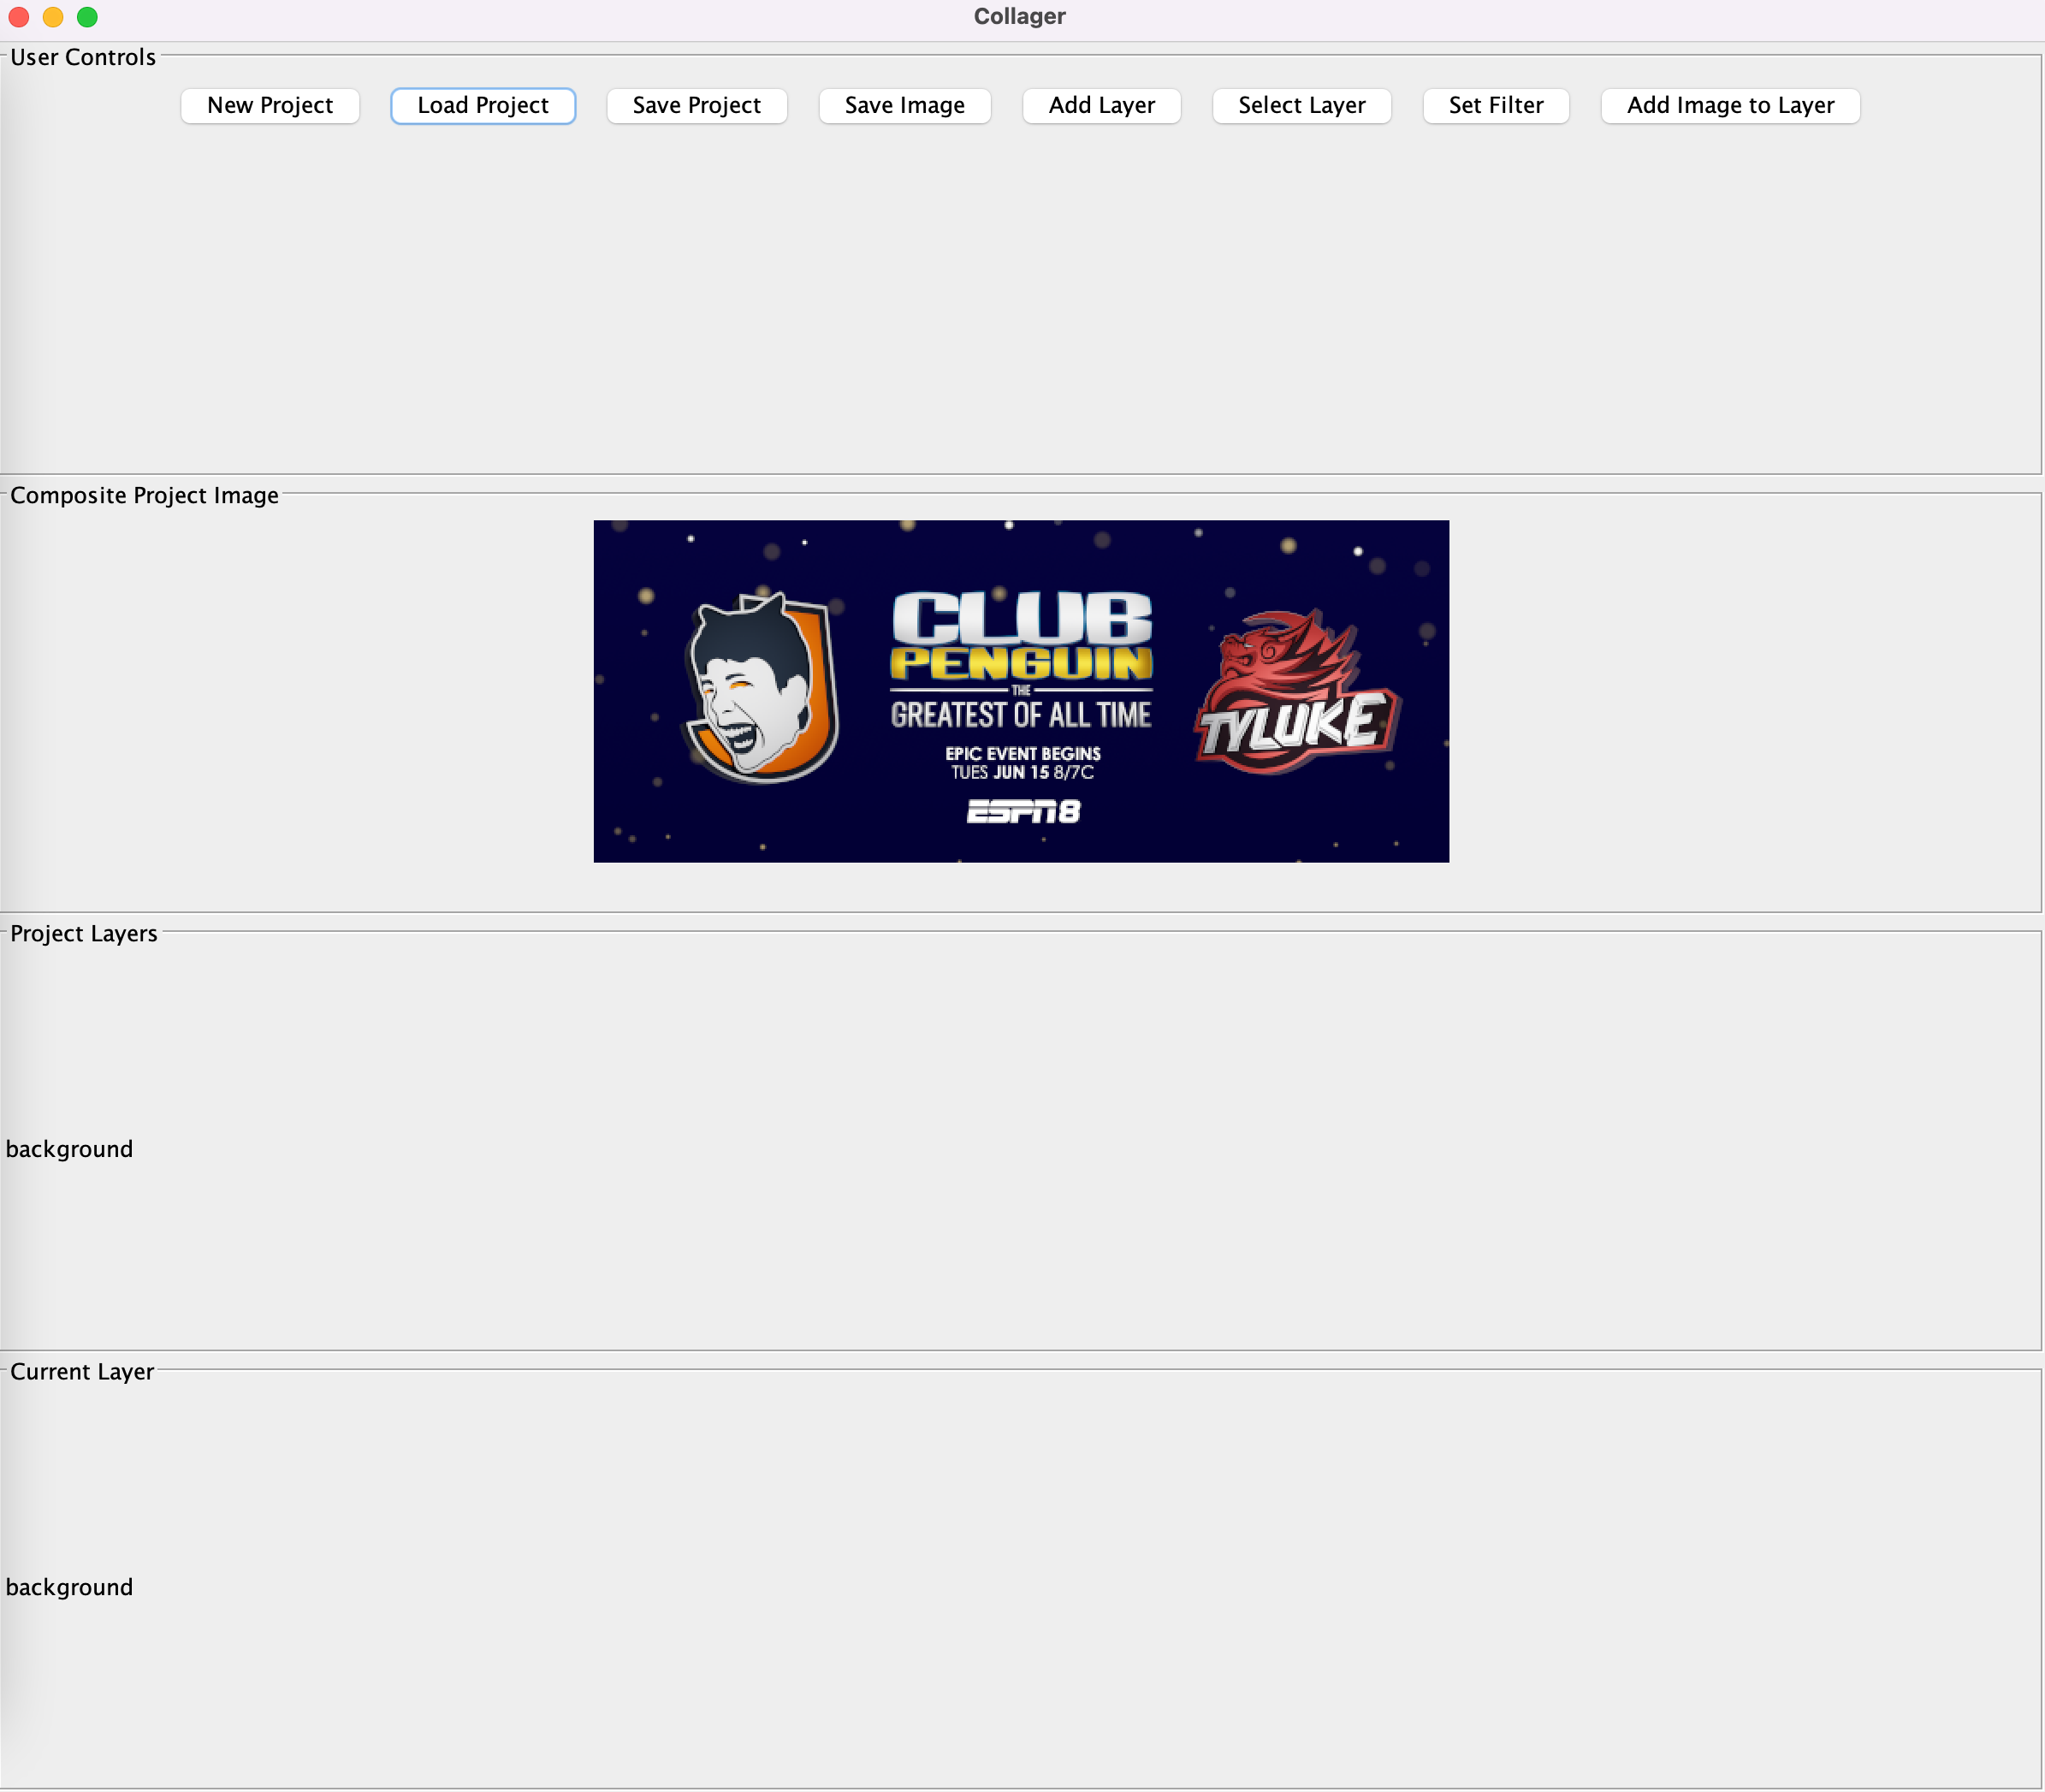 Collager
User Controls
New Project Load Project Save Project Save Image Add Layer Select Layer Set Filter Add Image to Layer
Composite Project Image
CLUB
PENGUIN
THE
GREATEST OF ALL TIME
EPIC EVENT BEGINS
TUES JUN 15 8/7C
ESPN8
TYLUKE
Project Layers
background
Current Layer
background